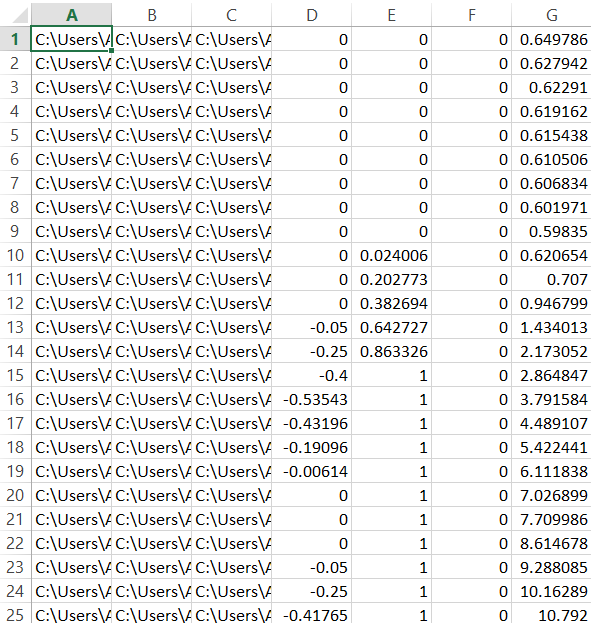 A B C D E F G
1 C:\Users\A C:\Users\A C:\Users\A 0 0 0 0.649786
2 C:\Users\A C:\Users\A C:\Users\A 0 0 0 0.627942
3 C:\Users\A C:\Users\A C:\Users\A 0 0 0 0.62291
4 C:\Users\A C:\Users\A C:\Users\A 0 0 0 0.619162
5 C:\Users\A C:\Users\A C:\Users\A 0 0 0 0.615438
6 C:\Users\A C:\Users\A C:\Users\A 0 0 0 0.610506
7 C:\Users\A C:\Users\A C:\Users\A 0 0 0 0.606834
8 C:\Users\A C:\Users\A C:\Users\A 0 0 0 0.601971
9 C:\Users\A C:\Users\A C:\Users\A 0 0 0 0.59835
10 C:\Users\A C:\Users\A C:\Users\A 0 0.024006 0 0.620654
11 C:\Users\A C:\Users\A C:\Users\A 0 0.202773 0 0.707
12 C:\Users\A C:\Users\A C:\Users\A 0 0.382694 0 0.946799
13 C:\Users\A C:\Users\A C:\Users\A -0.05 0.642727 0 1.434013
14 C:\Users\A C:\Users\A C:\Users\A -0.25 0.863326 0 2.173052
15 C:\Users\A C:\Users\A C:\Users\A -0.4 1 0 2.864847
16 C:\Users\A C:\Users\A C:\Users\A -0.53543 1 0 3.791584
17 C:\Users\A C:\Users\A C:\Users\A -0.43196 1 0 4.489107
18 C:\Users\A C:\Users\A C:\Users\A -0.19096 1 0 5.422441
19 C:\Users\A C:\Users\A C:\Users\A -0.00614 1 0 6.111838
20 C:\Users\A C:\Users\A C:\Users\A 0 1 0 7.026899
21 C:\Users\A C:\Users\A C:\Users\A 0 1 0 7.709986
22 C:\Users\A C:\Users\A C:\Users\A 0 1 0 8.614678
23 C:\Users\A C:\Users\A C:\Users\A -0.05 1 0 9.288085
24 C:\Users\A C:\Users\A C:\Users\A -0.25 1 0 10.16289
25 C:\Users\A C:\Users\A C:\Users\A -0.41765 1 0 10.792